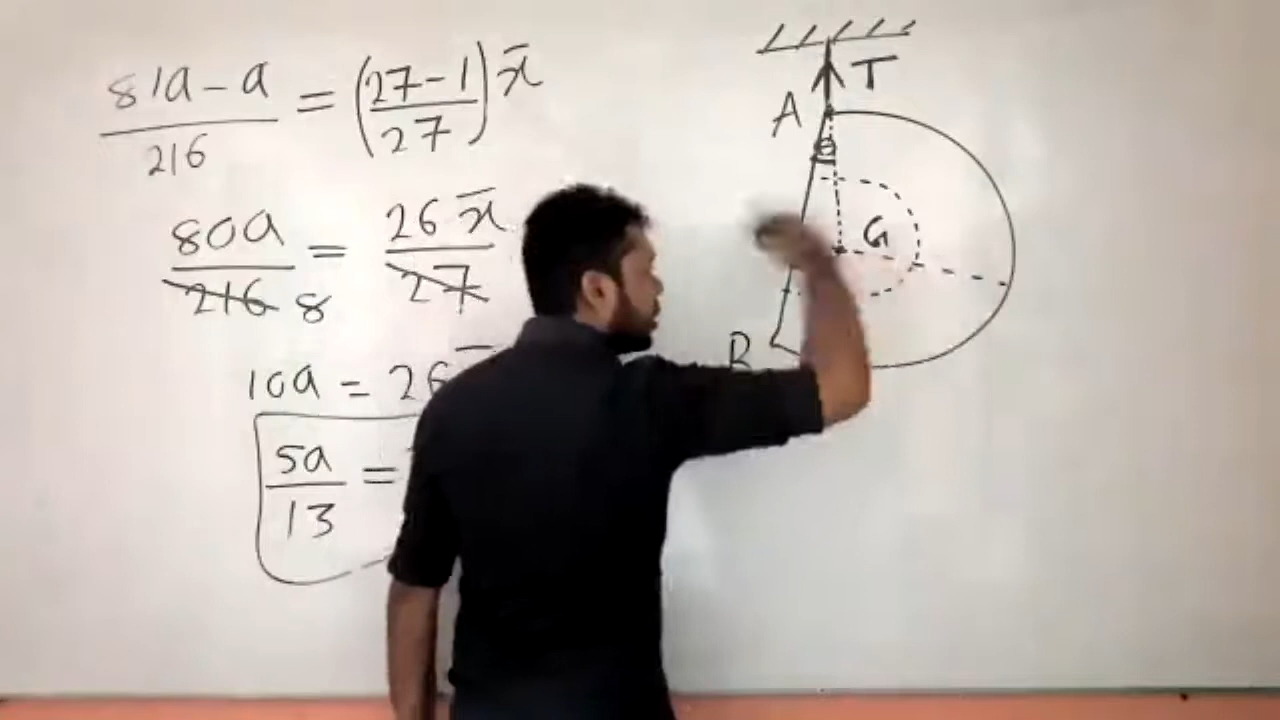 (81a - a)/216 = ((27 - 1)/27) x̄
80a/216 8 = 26 x̄/27
10a = 26
5a/13 =
T
A
θ
G
B